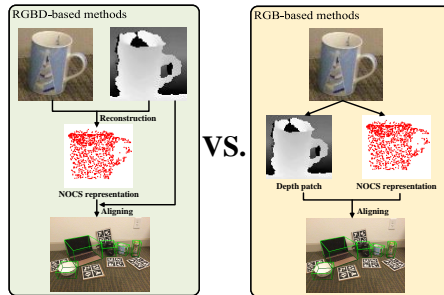 RGBD-based methods
Reconstruction
NOCS representation
Aligning
VS.
RGB-based methods
Depth patch
NOCS representation
Aligning